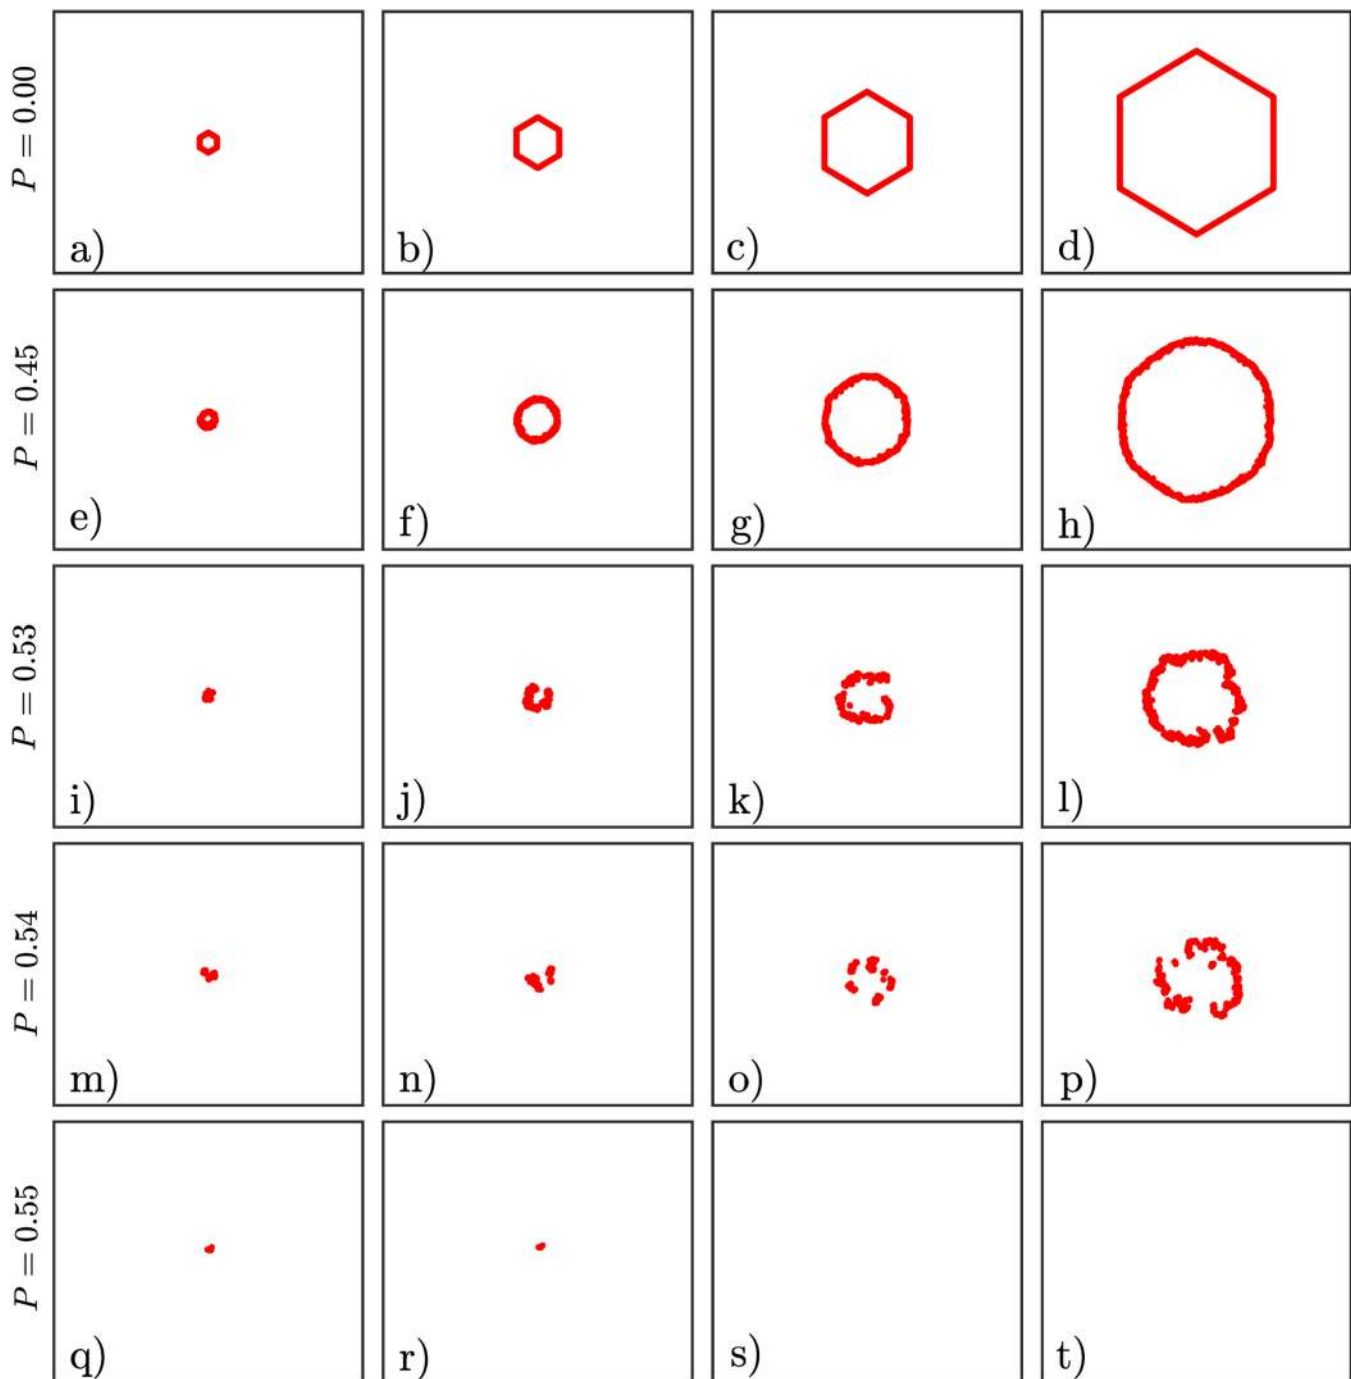 P = 0.00
a)
b)
c)
d)
P = 0.45
e)
f)
g)
h)
P = 0.53
i)
j)
k)
l)
P = 0.54
m)
n)
o)
p)
P = 0.55
q)
r)
s)
t)